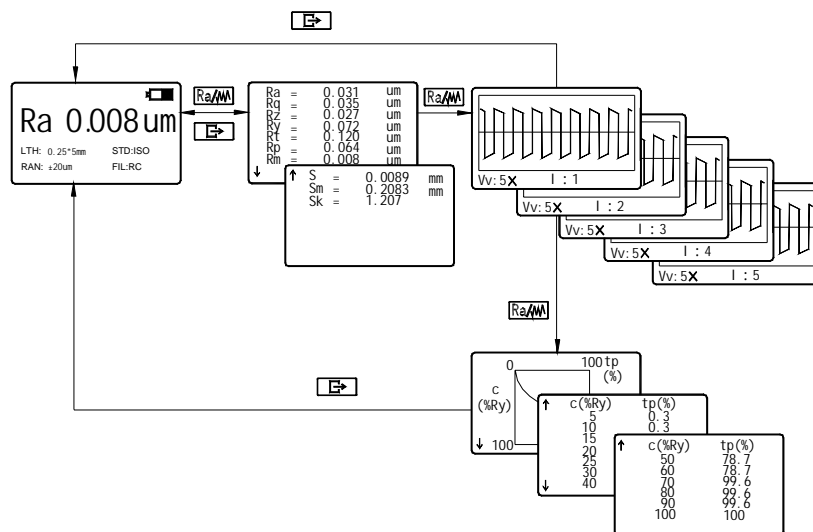 Ra
Ra 0.008 um
LTH: 0.25*5mm STD:ISO
RAN: ±20um FIL:RC
Ra = 0.031 um
Rq = 0.035 um
Rz = 0.027 um
Ry = 0.072 um
Rt = 0.120 um
Rp = 0.064 um
Rm = 0.008 um
↓
↑ S = 0.0089 mm
Sm = 0.2083 mm
Sk = 1.207
Ra
Vv: 5X l : 1
Vv: 5X l : 2
Vv: 5X l : 3
Vv: 5X l : 4
Vv: 5X l : 5
Ra
0 100 tp
(%)
c
(%Ry)
↓ 100
↑ c(%Ry) tp(%)
5 0.3
10 0.3
15
20
25
30
↓ 40
↑ c(%Ry) tp(%)
50 78.7
60 78.7
70 99.6
80 99.6
90 99.6
100 100